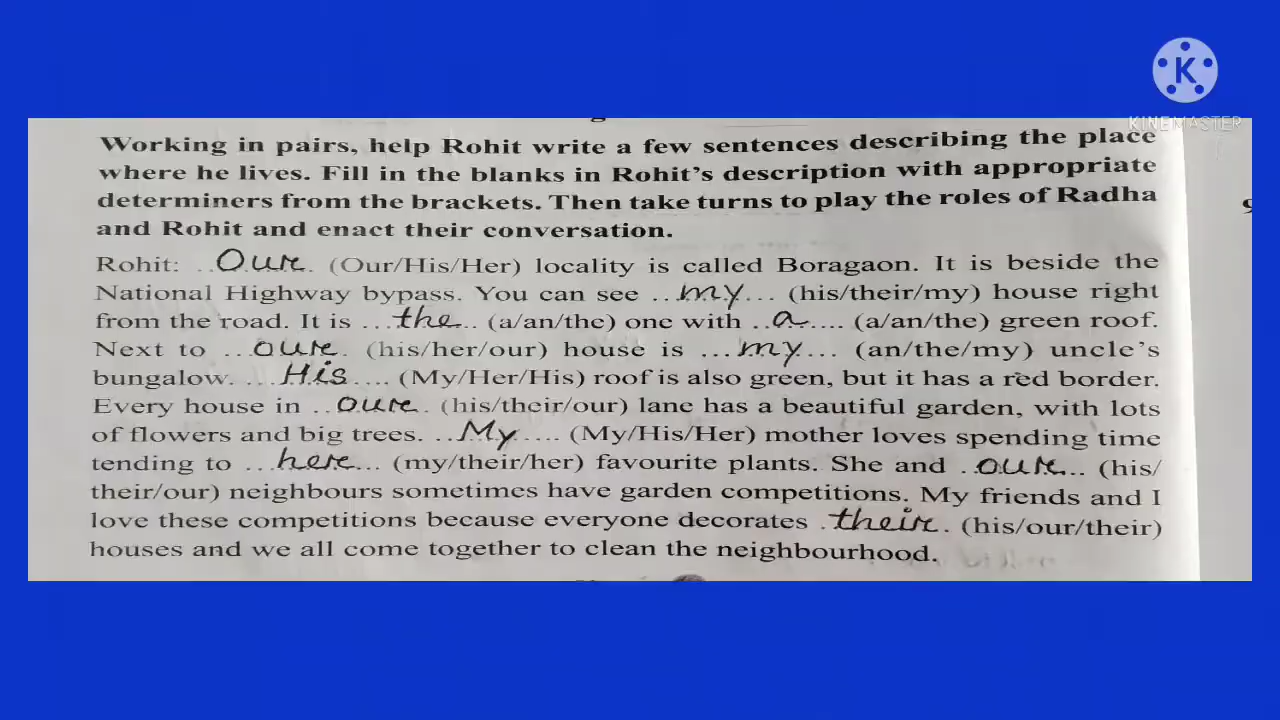 K
KINEMASTER
Working in pairs, help Rohit write a few sentences describing the place
where he lives. Fill in the blanks in Rohit's description with appropriate
determiners from the brackets. Then take turns to play the roles of Radha
and Rohit and enact their conversation.
Rohit: ..Our. (Our/His/Her) locality is called Boragaon. It is beside the
National Highway bypass. You can see ...my... (his/their/my) house right
from the road. It is ...the.. (a/an/the) one with ..a.... (a/an/the) green roof.
Next to ...our. (his/her/our) house is ...my... (an/the/my) uncle's
bungalow. ...His.... (My/Her/His) roof is also green, but it has a red border.
Every house in ..our. (his/their/our) lane has a beautiful garden, with lots
of flowers and big trees. ...My.... (My/His/Her) mother loves spending time
tending to ...her... (my/their/her) favourite plants. She and .our.. (his/
their/our) neighbours sometimes have garden competitions. My friends and I
love these competitions because everyone decorates .their. (his/our/their)
houses and we all come together to clean the neighbourhood.